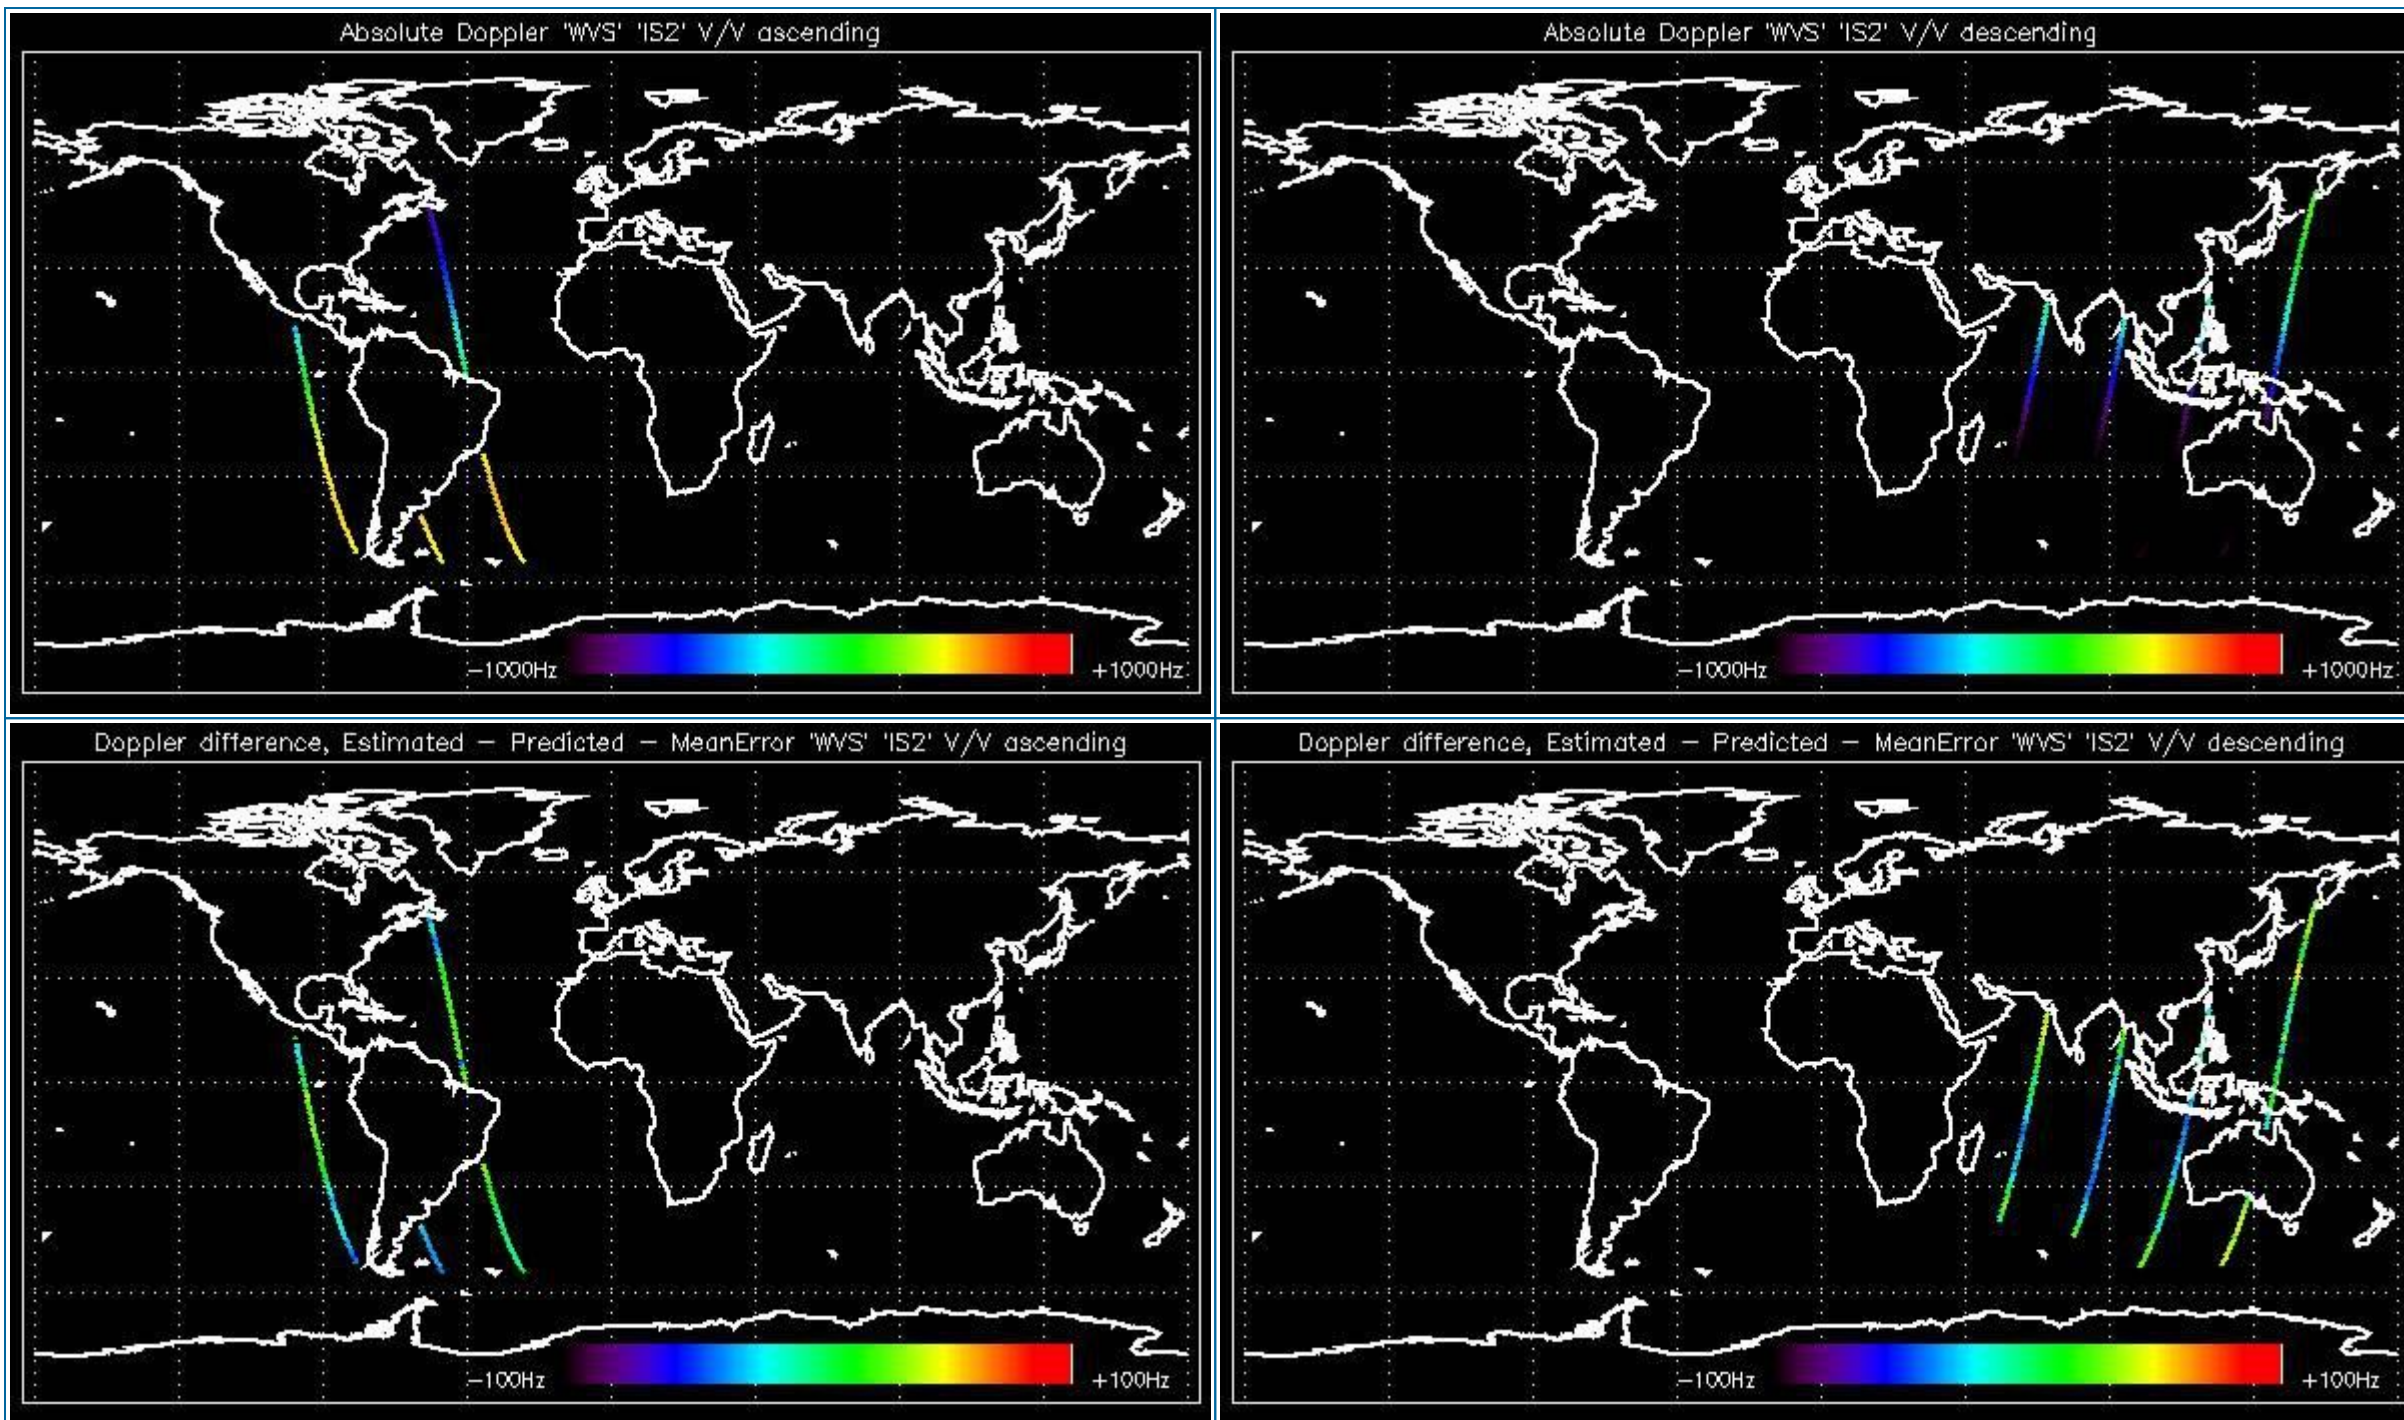 Absolute Doppler 'WVS' 'IS2' V/V ascending
-1000Hz
+1000Hz
Absolute Doppler 'WVS' 'IS2' V/V descending
-1000Hz
+1000Hz
Doppler difference, Estimated - Predicted - MeanError 'WVS' 'IS2' V/V ascending
-100Hz
+100Hz
Doppler difference, Estimated - Predicted - MeanError 'WVS' 'IS2' V/V descending
-100Hz
+100Hz